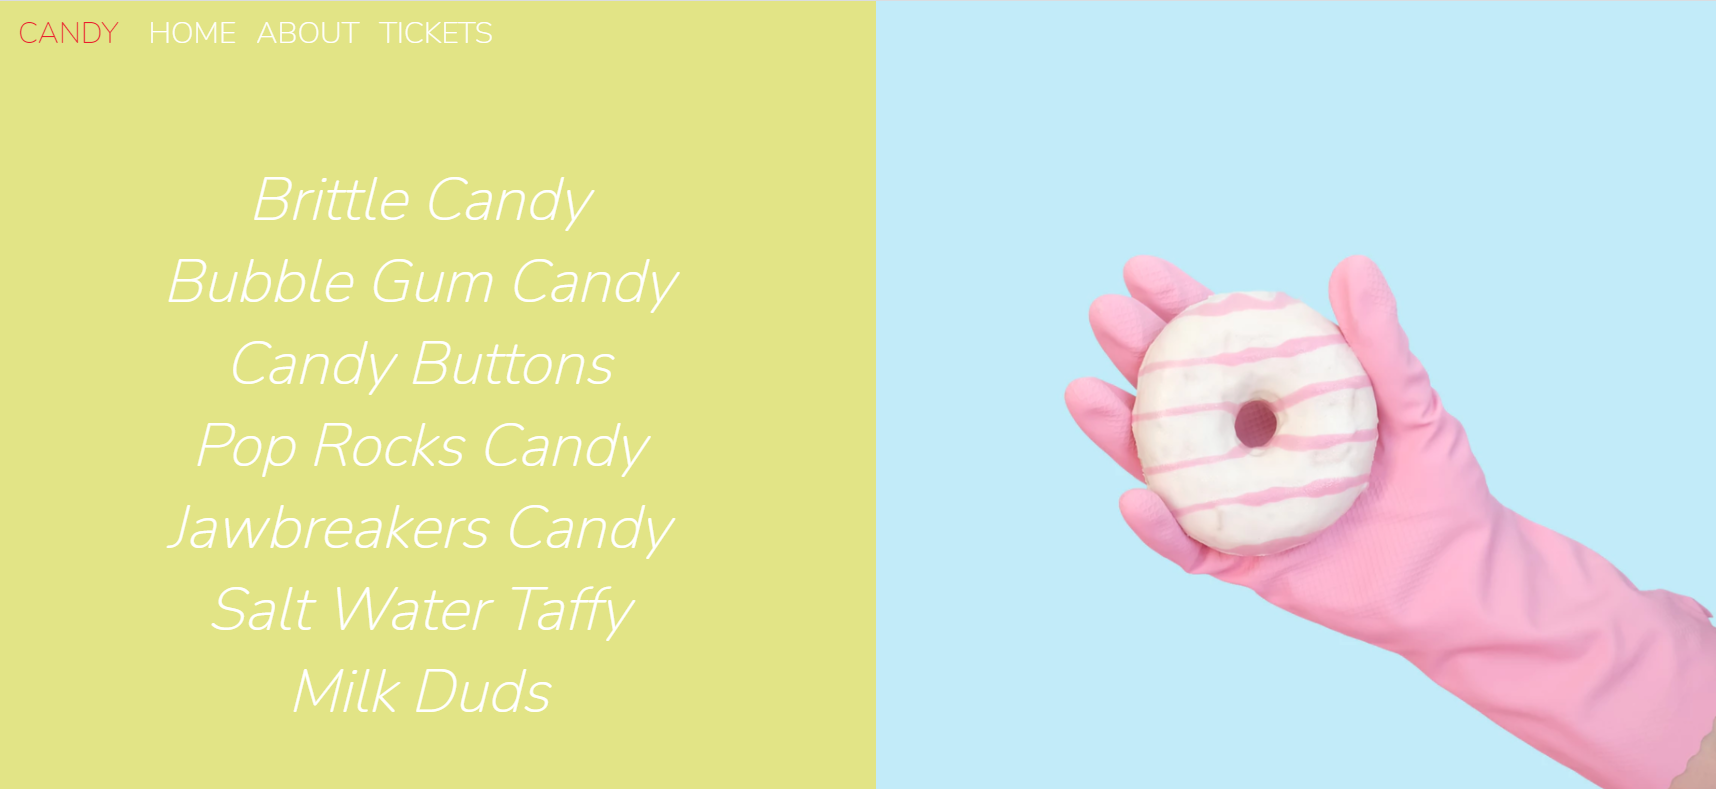 CANDY HOME ABOUT TICKETS
Brittle Candy
Bubble Gum Candy
Candy Buttons
Pop Rocks Candy
Jawbreakers Candy
Salt Water Taffy
Milk Duds